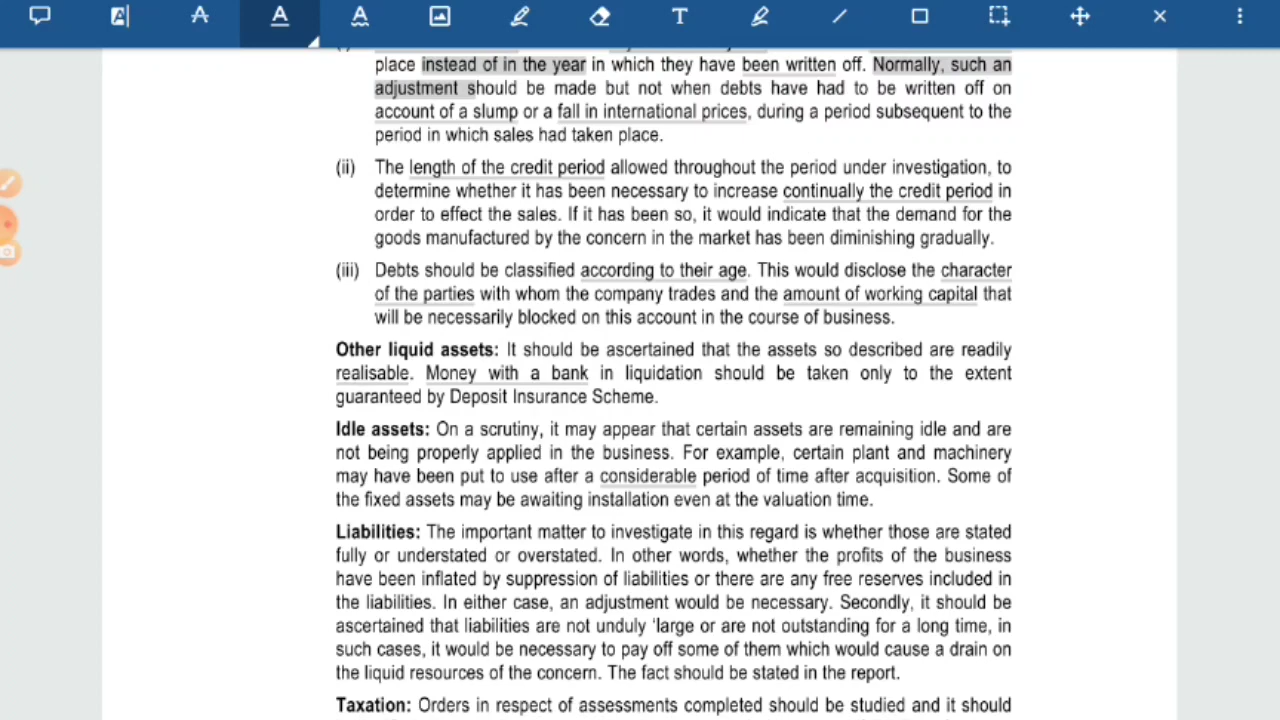 place instead of in the year in which they have been written off. Normally, such an
adjustment should be made but not when debts have had to be written off on
account of a slump or a fall in international prices, during a period subsequent to the
period in which sales had taken place.
(ii) The length of the credit period allowed throughout the period under investigation, to
determine whether it has been necessary to increase continually the credit period in
order to effect the sales. If it has been so, it would indicate that the demand for the
goods manufactured by the concern in the market has been diminishing gradually.
(iii) Debts should be classified according to their age. This would disclose the character
of the parties with whom the company trades and the amount of working capital that
will be necessarily blocked on this account in the course of business.
Other liquid assets: It should be ascertained that the assets so described are readily
realisable. Money with a bank in liquidation should be taken only to the extent
guaranteed by Deposit Insurance Scheme.
Idle assets: On a scrutiny, it may appear that certain assets are remaining idle and are
not being properly applied in the business. For example, certain plant and machinery
may have been put to use after a considerable period of time after acquisition. Some of
the fixed assets may be awaiting installation even at the valuation time.
Liabilities: The important matter to investigate in this regard is whether those are stated
fully or understated or overstated. In other words, whether the profits of the business
have been inflated by suppression of liabilities or there are any free reserves included in
the liabilities. In either case, an adjustment would be necessary. Secondly, it should be
ascertained that liabilities are not unduly 'large or are not outstanding for a long time, in
such cases, it would be necessary to pay off some of them which would cause a drain on
the liquid resources of the concern. The fact should be stated in the report.
Taxation: Orders in respect of assessments completed should be studied and it should